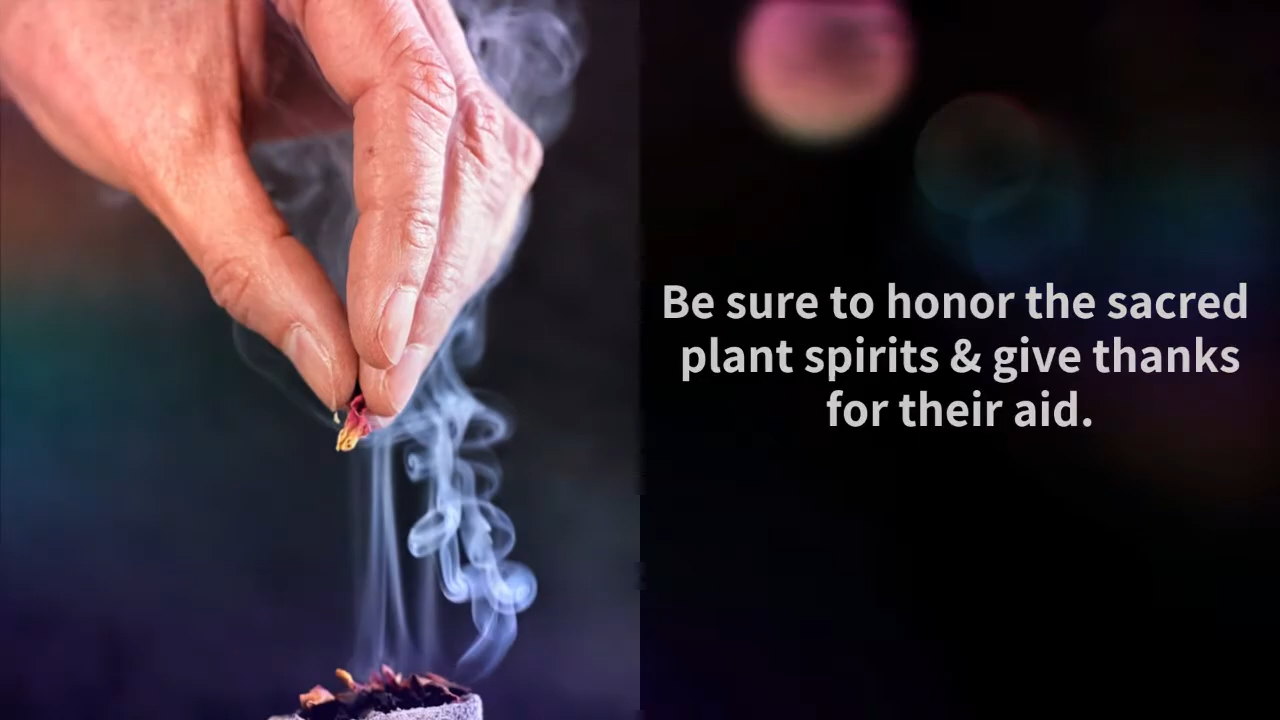 Be sure to honor the sacred
plant spirits & give thanks
for their aid.